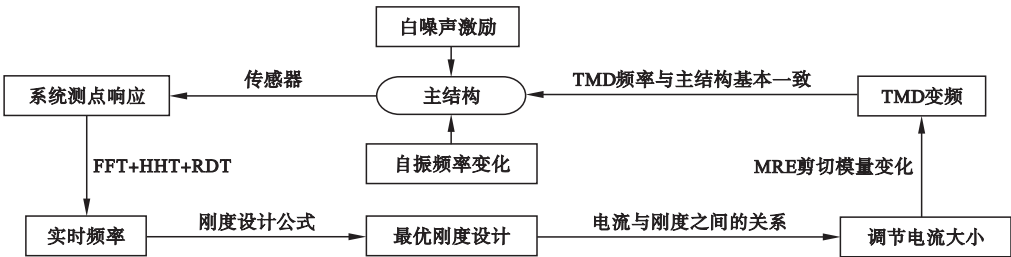 白噪声激励
传感器
TMD频率与主结构基本一致
系统测点响应
主结构
TMD变频
自振频率变化
FFT+HHT+RDT
MRE剪切模量变化
刚度设计公式
电流与刚度之间的关系
实时频率
最优刚度设计
调节电流大小